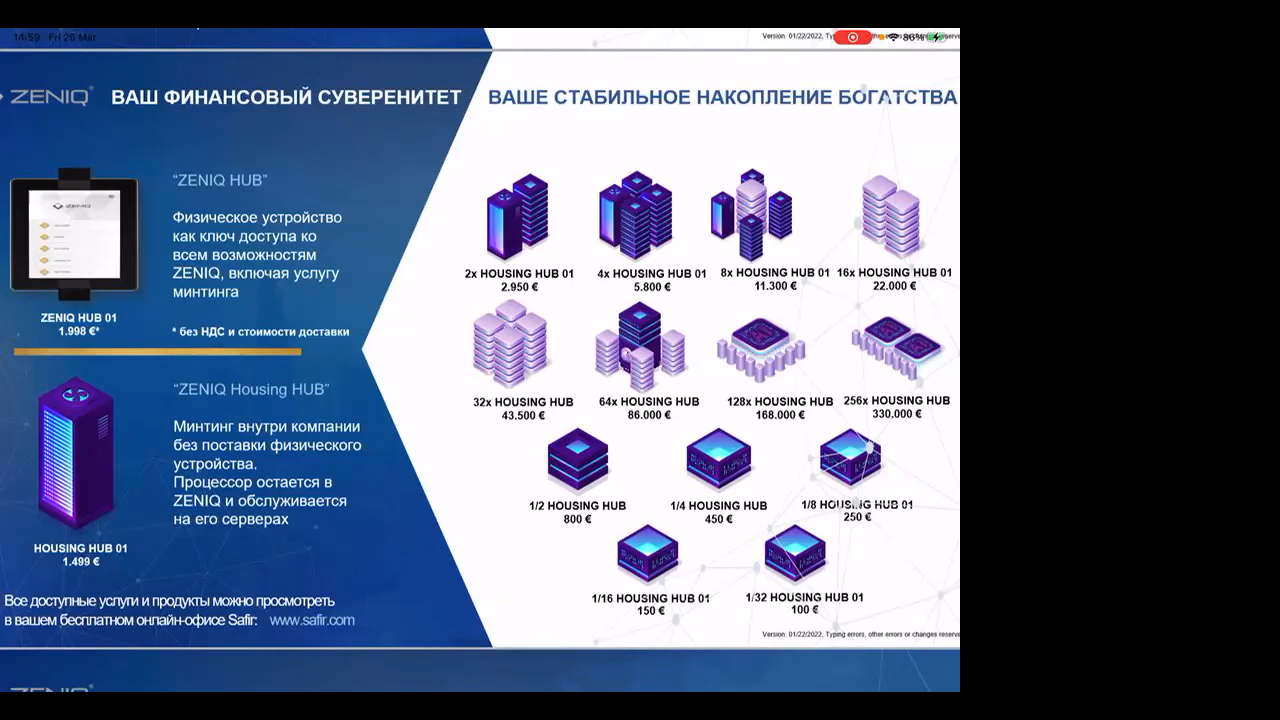 14:59 Fri 25 Mar
86%
Version: 01/22/2022, Ty
ZENIQ®
ВАШ ФИНАНСОВЫЙ СУВЕРЕНИТЕТ
ВАШЕ СТАБИЛЬНОЕ НАКОПЛЕНИЕ БОГАТСТВА
ZENIQ
“ZENIQ HUB”
Физическое устройство
как ключ доступа ко
всем возможностям
ZENIQ, включая услугу
минтинга
ZENIQ HUB 01
1.998 €*
* без НДС и стоимости доставки
“ZENIQ Housing HUB”
Минтинг внутри компании
без поставки физического
устройства.
Процессор остается в
ZENIQ и обслуживается
на его серверах
HOUSING HUB 01
1.499 €
Все доступные услуги и продукты можно просмотреть
в вашем бесплатном онлайн-офисе Safir: www.safir.com
2x HOUSING HUB 01
2.950 €
4x HOUSING HUB 01
5.800 €
8x HOUSING HUB 01
11.300 €
16x HOUSING HUB 01
22.000 €
32x HOUSING HUB
43.500 €
64x HOUSING HUB
86.000 €
128x HOUSING HUB
168.000 €
256x HOUSING HUB
330.000 €
1/2 HOUSING HUB
800 €
1/4 HOUSING HUB
450 €
1/8 HOUSING HUB 01
250 €
1/16 HOUSING HUB 01
150 €
1/32 HOUSING HUB 01
100 €
Version: 01/22/2022, Typing errors, other errors or changes reserve
ZENIQ®